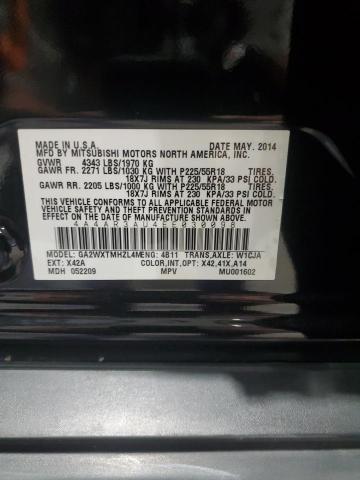 MADE IN U.S.A. DATE MAY. 2014
MFD BY MITSUBISHI MOTORS NORTH AMERICA, INC.
GVWR 4343 LBS/1970 KG
GAWR FR. 2271 LBS/1030 KG WITH P225/55R18 TIRES.
18X7J RIMS AT 230 KPA/33 PSI COLD.
GAWR RR. 2205 LBS/1000 KG WITH P225/55R18 TIRES.
18X7J RIMS AT 230 KPA/33 PSI COLD.
THIS VEHICLE CONFORMS TO ALL APPLICABLE FEDERAL
MOTOR VEHICLE SAFETY, BUMPER, AND THEFT PREVENTION
STANDARDS IN EFFECT ON THE DATE OF MANUFACTURE
SHOWN ABOVE.
4A4AR3AU4EE030098
MODEL: GA2WXTMHZL4M ENG: 4B11 TRANS,AXLE: W1CJA
EXT: X42A COLOR,INT,OPT: X42,41X,A14
MDH 052209 MPV MU001602